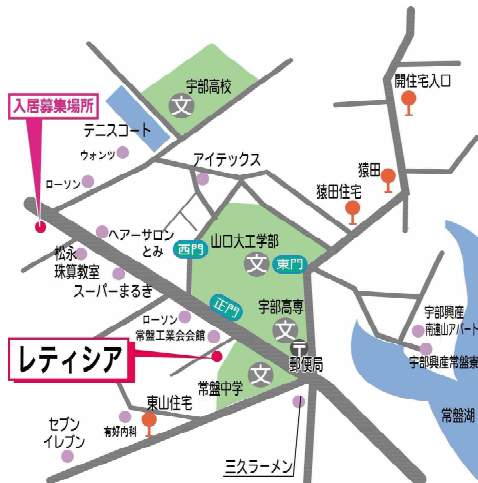 宇部高校
文
開住宅入口
入居募集場所
テニスコート
ウォンツ
アイテックス
猿田
ローソン
猿田住宅
ヘアーサロン
とみ
山口大工学部
西門
文
東門
松永
珠算教室
スーパーまるき
正門
宇部高専
文
ローソン
常盤工業会会館
宇部興産
南遠山アパート
宇部興産常盤寮
レティシア
〒
郵便局
常盤中学
文
東山住宅
常盤湖
セブン
イレブン
有好内科
三久ラーメン